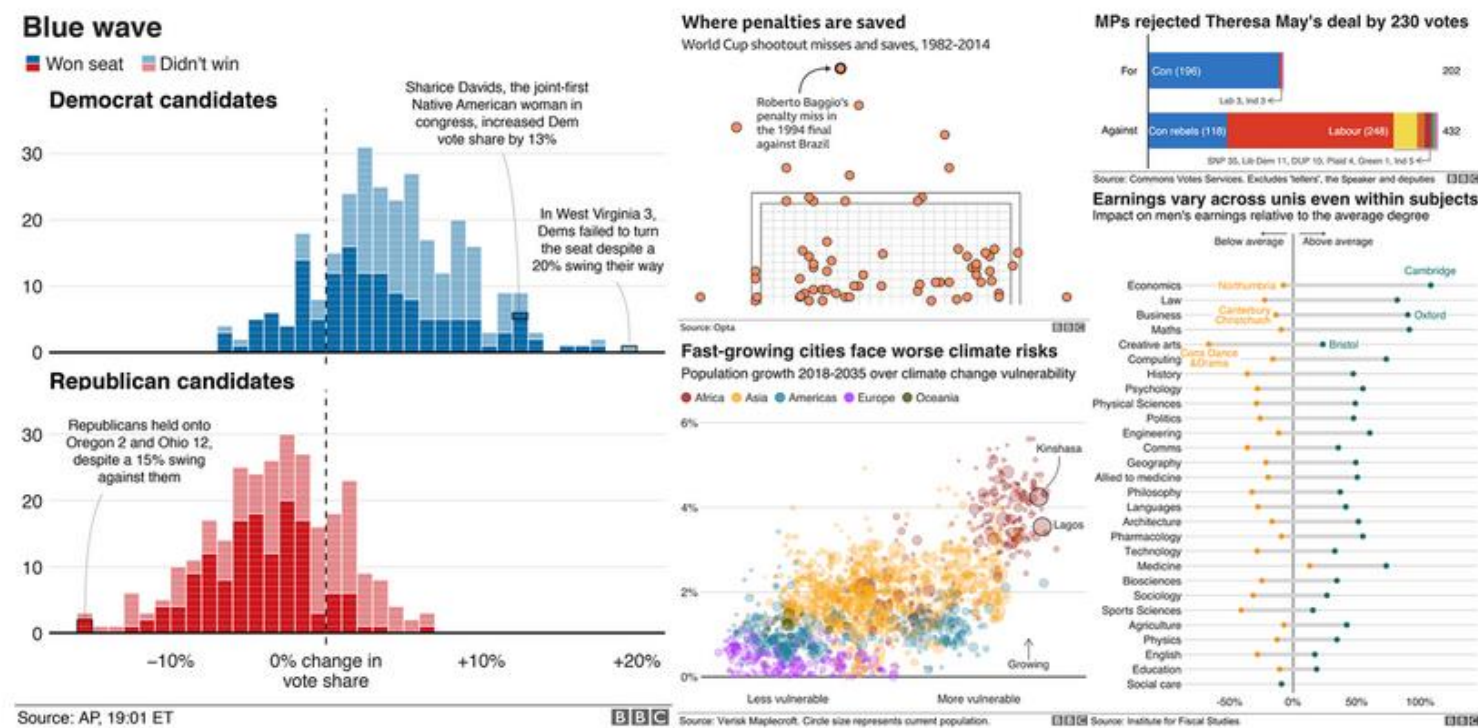 Blue wave
Won seat
Didn't win
Democrat candidates
Sharice Davids, the joint-first
Native American woman in
congress, increased Dem
vote share by 13%
In West Virginia 3,
Dems failed to turn
the seat despite a
20% swing their way
30
20
10
0
Republican candidates
Republicans held onto
Oregon 2 and Ohio 12,
despite a 15% swing
against them
30
20
10
0
−10%
0% change in
vote share
+10%
+20%
Source: AP, 19:01 ET
BBC
Where penalties are saved
World Cup shootout misses and saves, 1982-2014
Roberto Baggio's
penalty miss in
the 1994 final
against Brazil
Source: Opta
BBC
Fast-growing cities face worse climate risks
Population growth 2018-2035 over climate change vulnerability
Africa
Asia
Americas
Europe
Oceania
6%
4%
2%
0%
Kinshasa
Lagos
Growing
Less vulnerable
More vulnerable
Source: Verisk Maplecroft. Circle size represents current population.
BBC
MPs rejected Theresa May's deal by 230 votes
For
Con (196)
202
Lab 3, Ind 3
Against
Con rebels (118)
Labour (248)
432
SNP 35, Lib Dem 11, DUP 10, Plaid 4, Green 1, Ind 5
Source: Commons Votes Services. Excludes 'tellers', the Speaker and deputies
BBC
Earnings vary across unis even within subjects
Impact on men's earnings relative to the average degree
Below average
Above average
Cambridge
Economics
Northumbria
Law
Business
Canterbury
Christchurch
Oxford
Maths
Creative arts
Bristol
Cons Dance
&Drama
Computing
History
Psychology
Physical Sciences
Politics
Engineering
Comms
Geography
Allied to medicine
Philosophy
Languages
Architecture
Pharmacology
Technology
Medicine
Biosciences
Sociology
Sports Sciences
Agriculture
Physics
English
Education
Social care
-50%
0%
50%
100%
Source: Institute for Fiscal Studies
BBC